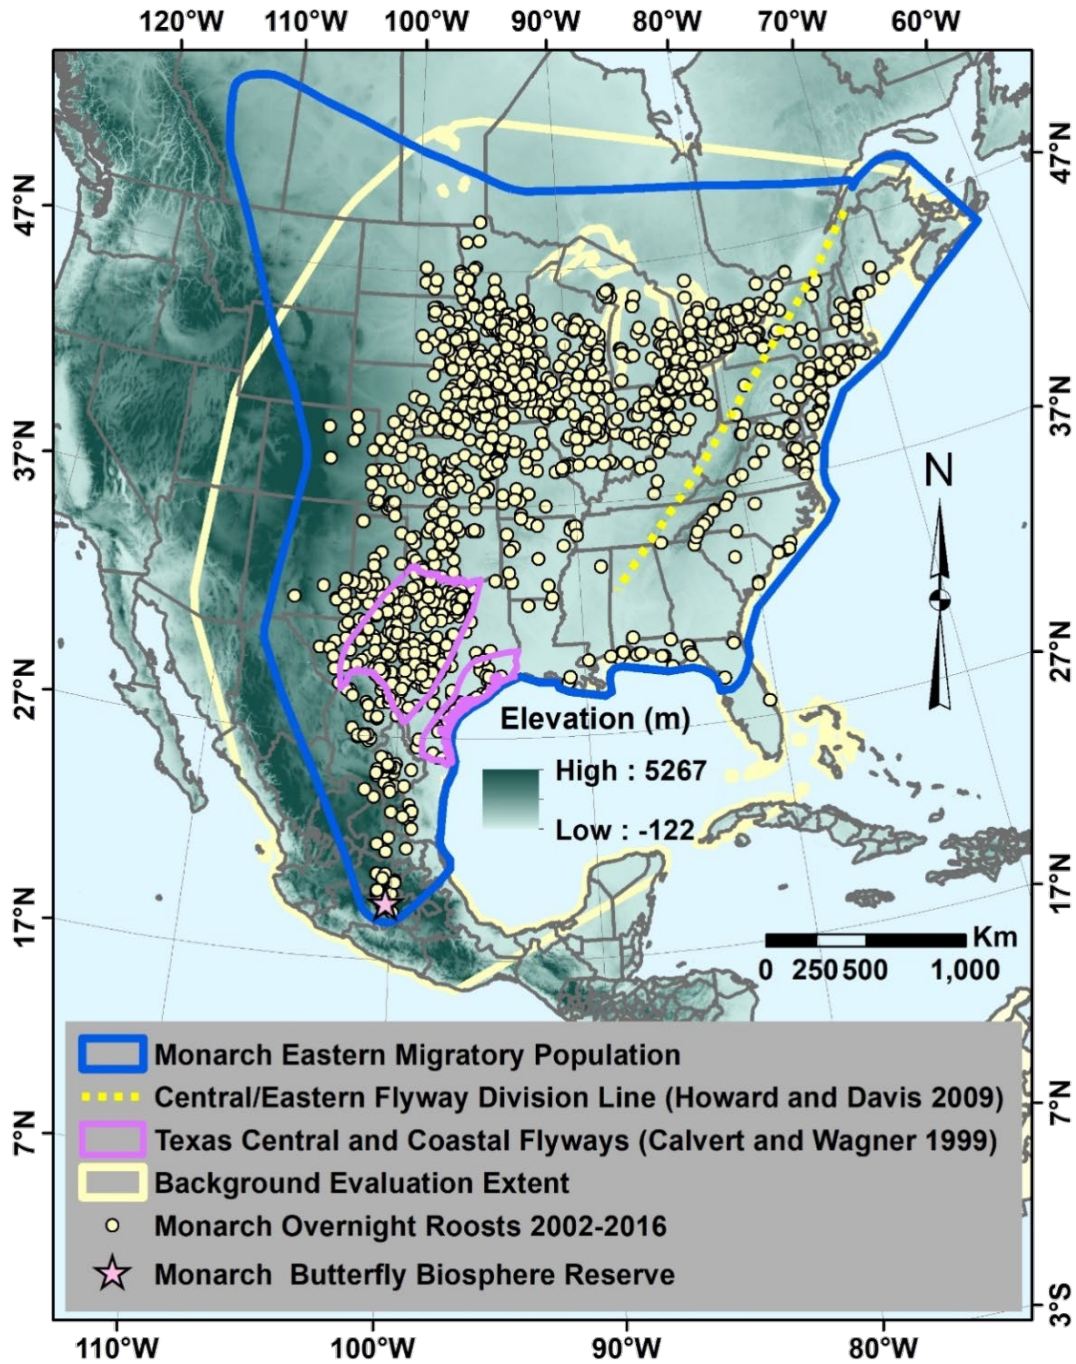 120°W 110°W 100°W 90°W 80°W 70°W 60°W
47°N
37°N
27°N
17°N
7°N
47°N
37°N
27°N
17°N
7°N
3°S
N
Elevation (m)
High : 5267
Low : -122
Km
0 250 500 1,000
Monarch Eastern Migratory Population
Central/Eastern Flyway Division Line (Howard and Davis 2009)
Texas Central and Coastal Flyways (Calvert and Wagner 1999)
Background Evaluation Extent
Monarch Overnight Roosts 2002-2016
Monarch Butterfly Biosphere Reserve
110°W 100°W 90°W 80°W